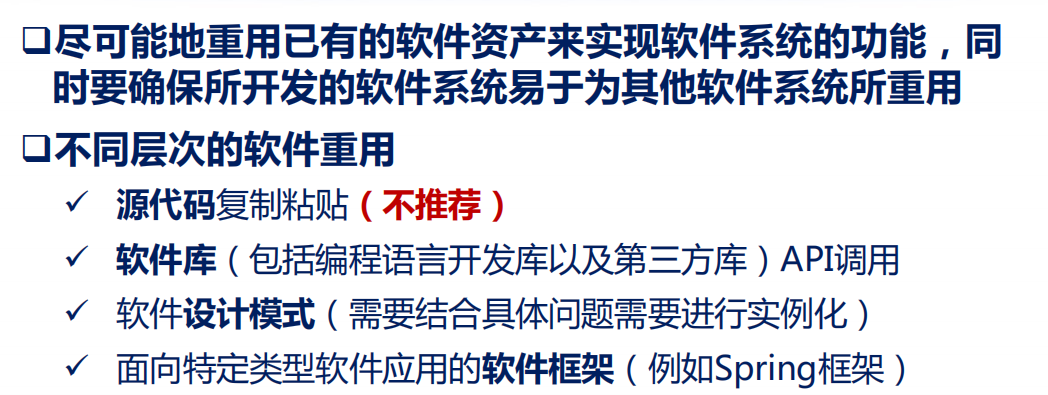 ❑尽可能地重用已有的软件资产来实现软件系统的功能，同
时要确保所开发的软件系统易于为其他软件系统所重用
❑不同层次的软件重用
✓ 源代码复制粘贴（不推荐）
✓ 软件库（包括编程语言开发库以及第三方库）API调用
✓ 软件设计模式（需要结合具体问题需要进行实例化）
✓ 面向特定类型软件应用的软件框架（例如Spring框架）